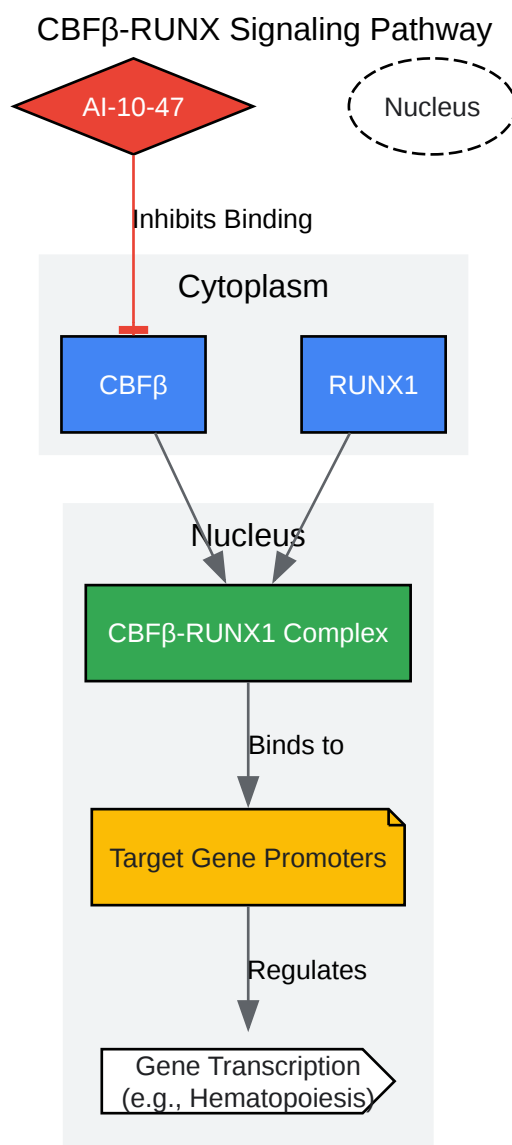 CBFβ-RUNX Signaling Pathway
AI-10-47
Nucleus
Inhibits Binding
Cytoplasm
CBFβ
RUNX1
Nucleus
CBFβ-RUNX1 Complex
Binds to
Target Gene Promoters
Regulates
Gene Transcription
(e.g., Hematopoiesis)